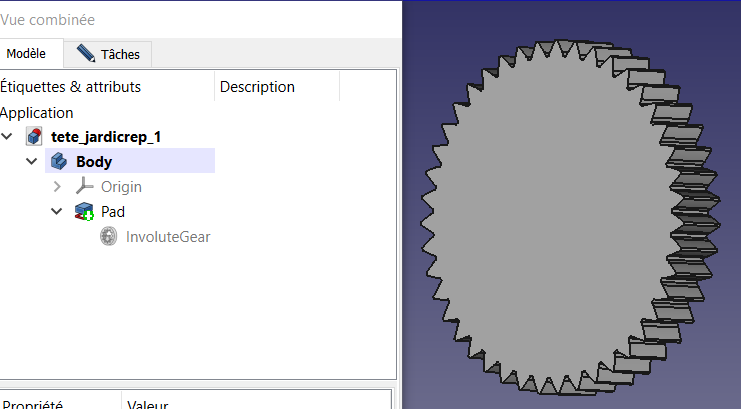 Vue combinée
Modèle
Tâches
Étiquettes & attributs
Description
Application
tete_jardicrep_1
Body
Origin
Pad
InvoluteGear
Propriété
Valeur